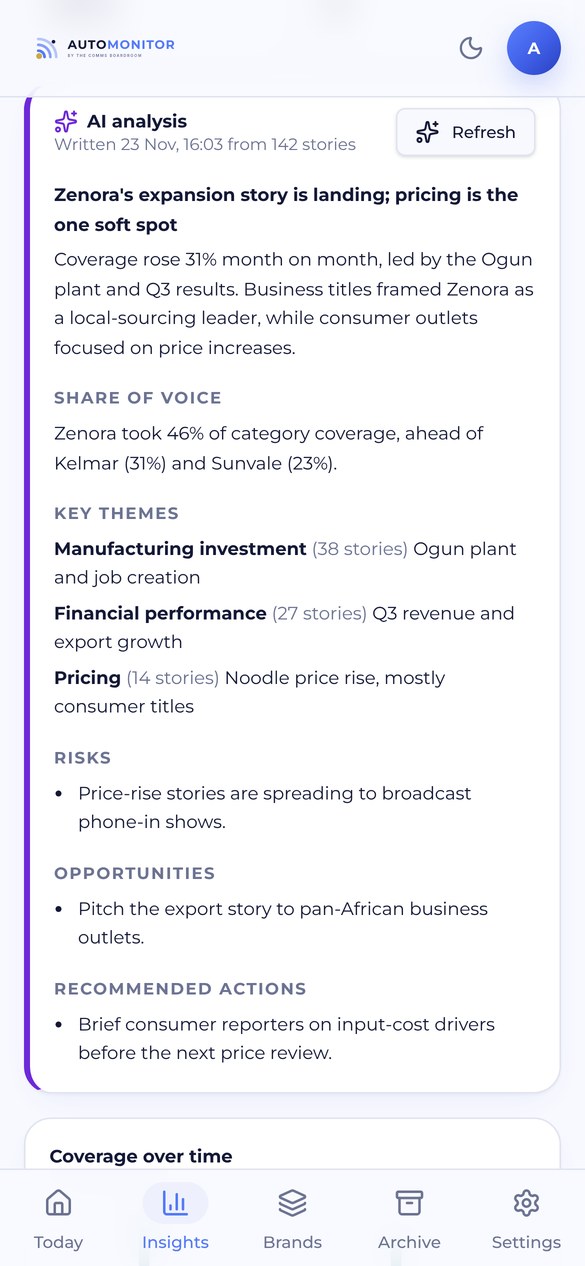 AUTOMONITOR
BY THE COMMS BOARDROOM
A
AI analysis
Written 23 Nov, 16:03 from 142 stories
Refresh
Zenora's expansion story is landing; pricing is the
one soft spot
Coverage rose 31% month on month, led by the Ogun
plant and Q3 results. Business titles framed Zenora as
a local-sourcing leader, while consumer outlets
focused on price increases.
SHARE OF VOICE
Zenora took 46% of category coverage, ahead of
Kelmar (31%) and Sunvale (23%).
KEY THEMES
Manufacturing investment (38 stories) Ogun plant
and job creation
Financial performance (27 stories) Q3 revenue and
export growth
Pricing (14 stories) Noodle price rise, mostly
consumer titles
RISKS
• Price-rise stories are spreading to broadcast
phone-in shows.
OPPORTUNITIES
• Pitch the export story to pan-African business
outlets.
RECOMMENDED ACTIONS
• Brief consumer reporters on input-cost drivers
before the next price review.
Coverage over time
Today
Insights
Brands
Archive
Settings